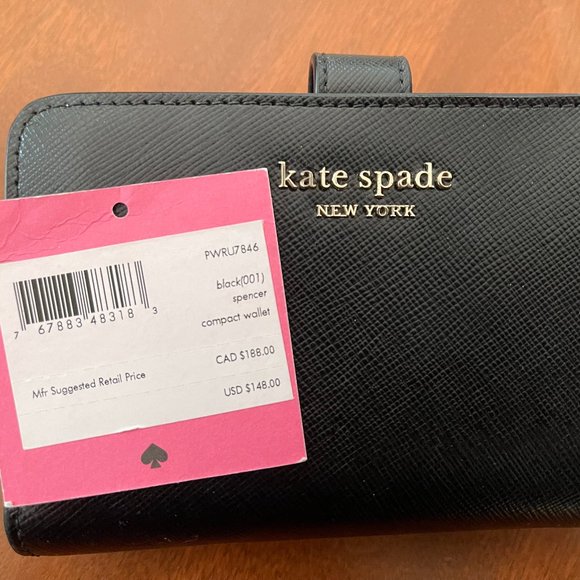 kate spade
NEW YORK
PWRU7846
black(001)
spencer
compact wallet
7 67883 48318 3
CAD $188.00
Mfr Suggested Retail Price
USD $148.00